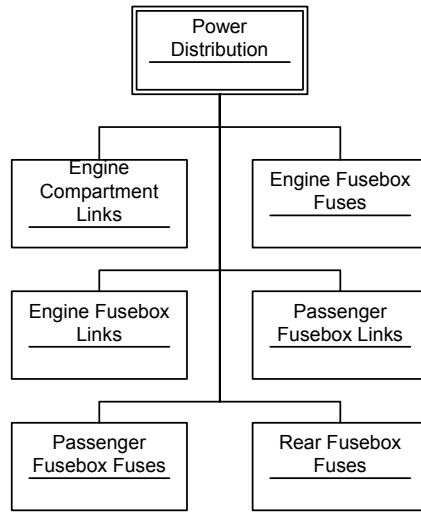 Power
Distribution
Engine
Compartment
Links
Engine Fusebox
Fuses
Engine Fusebox
Links
Passenger
Fusebox Links
Passenger
Fusebox Fuses
Rear Fusebox
Fuses